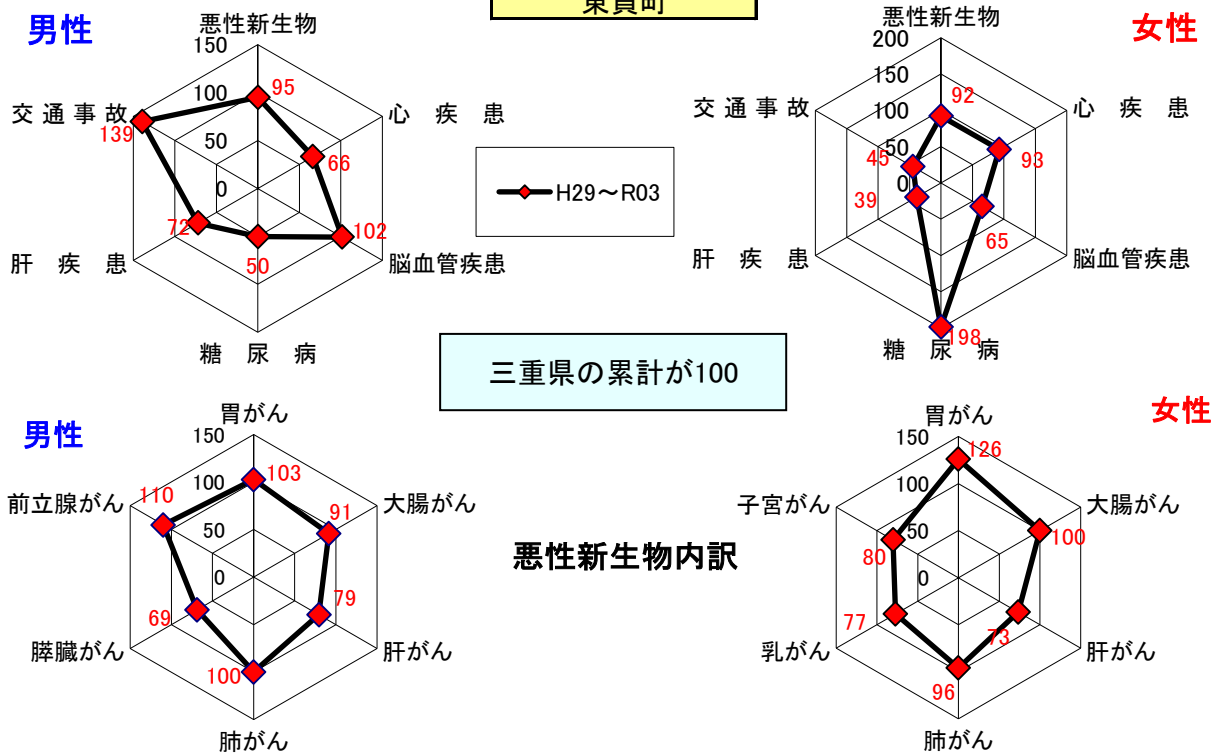 東員町
男性
悪性新生物
150
100
50
0
心 疾 患
脳血管疾患
糖 尿 病
肝 疾 患
交 通 事 故
95
66
102
50
72
139
H29～R03
女性
悪性新生物
200
150
100
50
0
心 疾 患
脳血管疾患
糖 尿 病
肝 疾 患
交 通 事 故
92
93
65
198
39
45
三重県の累計が100
男性
胃がん
150
100
50
0
大腸がん
肝がん
肺がん
膵臓がん
前立腺がん
103
91
79
100
69
110
悪性新生物内訳
女性
胃がん
150
100
50
0
大腸がん
肝がん
肺がん
乳がん
子宮がん
126
100
73
96
77
80